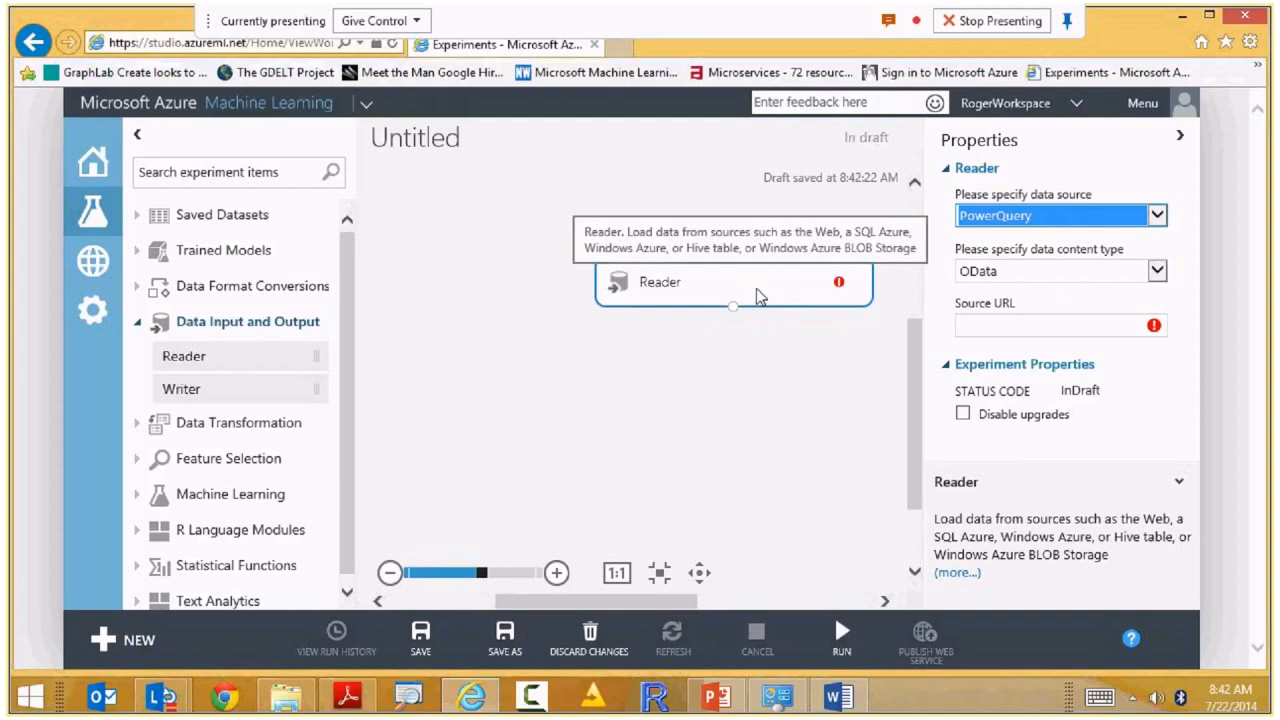 Currently presenting
Give Control
Stop Presenting
https://studio.azureml.net/Home/ViewWo
Experiments - Microsoft Az...
GraphLab Create looks to ...
The GDELT Project
Meet the Man Google Hir...
Microsoft Machine Learni...
Microservices - 72 resourc...
Sign in to Microsoft Azure
Experiments - Microsoft A...
Microsoft Azure Machine Learning
Enter feedback here
RogerWorkspace
Menu
Search experiment items
Saved Datasets
Trained Models
Data Format Conversions
Data Input and Output
Reader
Writer
Data Transformation
Feature Selection
Machine Learning
R Language Modules
Statistical Functions
Text Analytics
Untitled
In draft
Draft saved at 8:42:22 AM
Reader. Load data from sources such as the Web, a SQL Azure,
Windows Azure, or Hive table, or Windows Azure BLOB Storage
Reader
1:1
Properties
Reader
Please specify data source
PowerQuery
Please specify data content type
OData
Source URL
Experiment Properties
STATUS CODE InDraft
Disable upgrades
Reader
Load data from sources such as the Web, a
SQL Azure, Windows Azure, or Hive table, or
Windows Azure BLOB Storage
(more...)
NEW
VIEW RUN HISTORY
SAVE
SAVE AS
DISCARD CHANGES
REFRESH
CANCEL
RUN
PUBLISH WEB
SERVICE
8:42 AM
7/22/2014